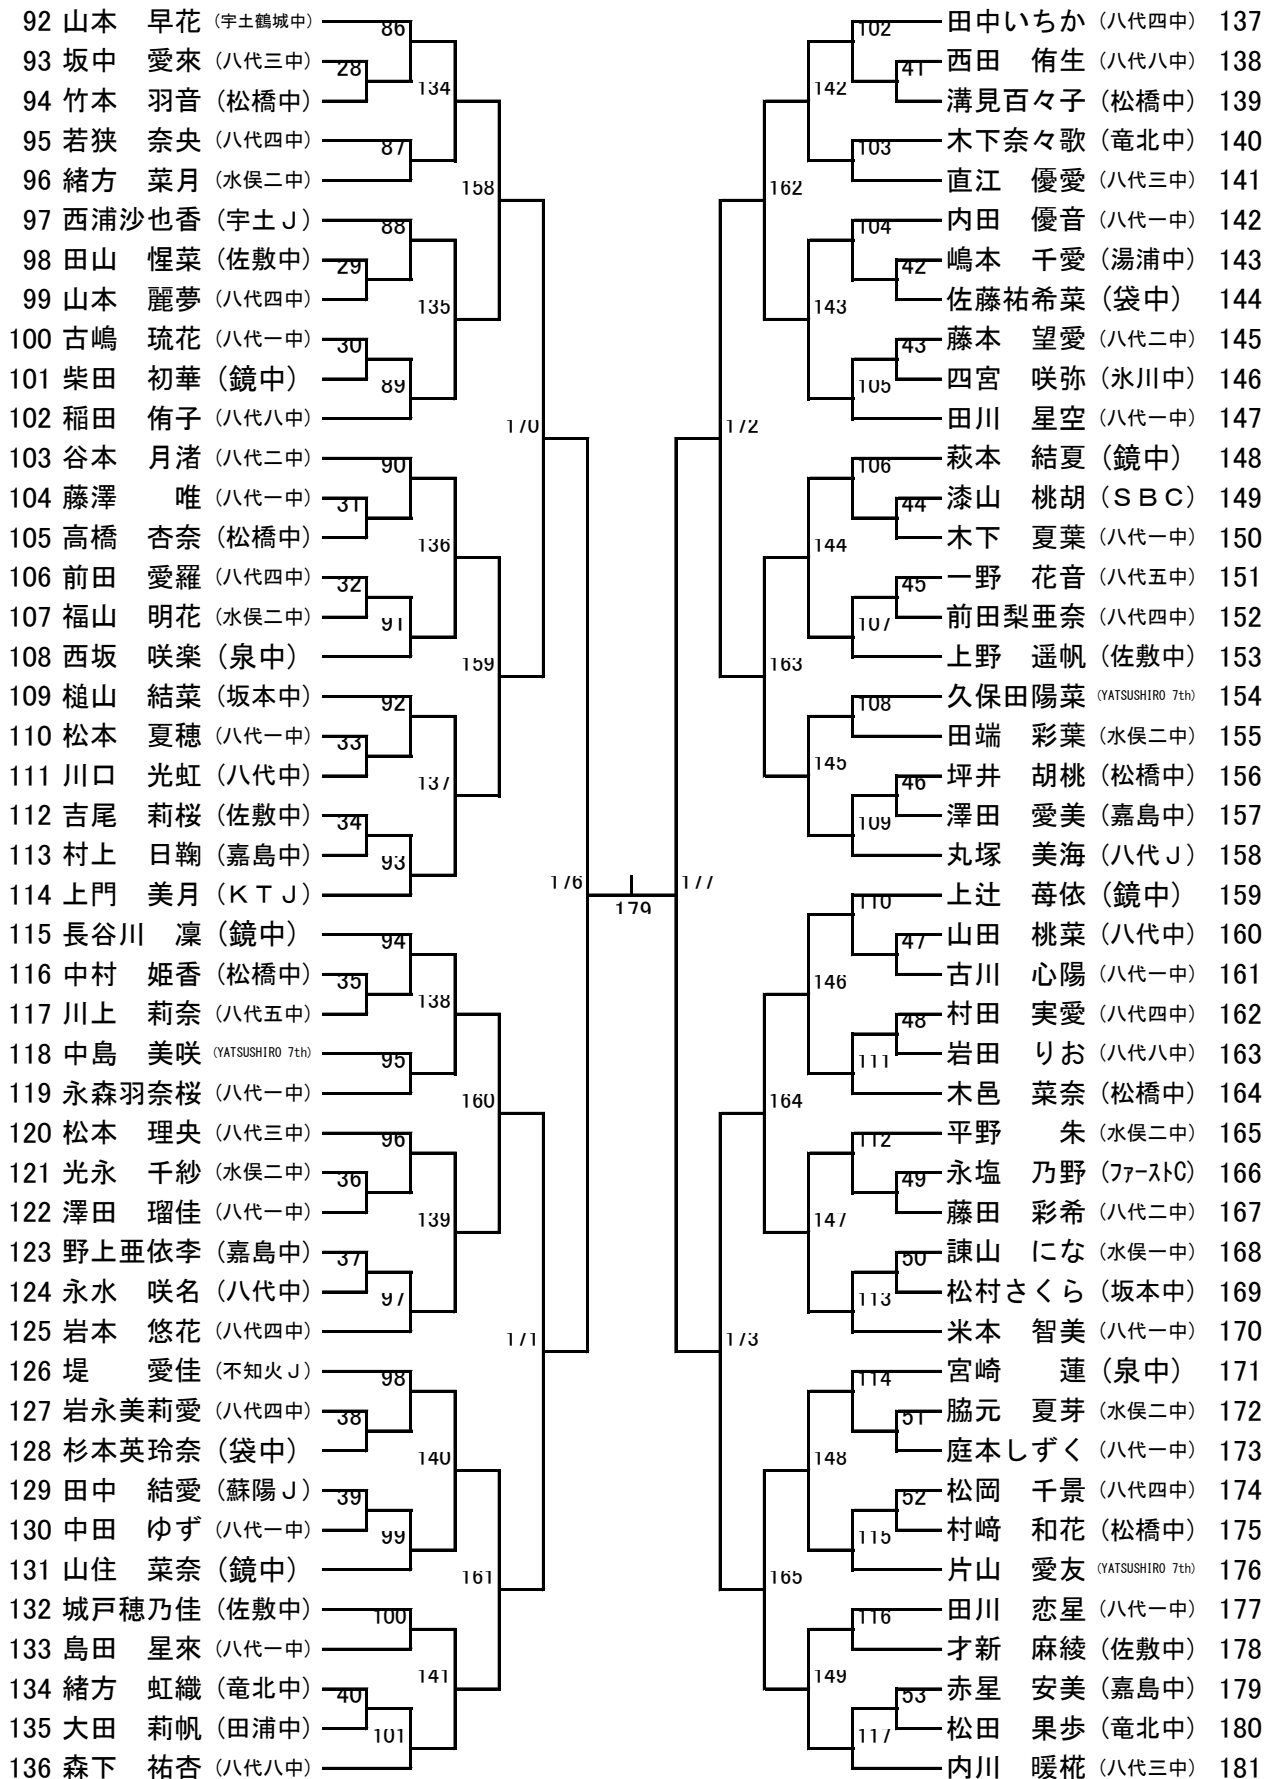 92 山本　早花 (宇土鶴城中)
93 坂中　愛來 (八代三中)
94 竹本　羽音 (松橋中)
95 若狭　奈央 (八代四中)
96 緒方　菜月 (水俣二中)
97 西浦沙也香 (宇土Ｊ)
98 田山　惺菜 (佐敷中)
99 山本　麗夢 (八代四中)
100 古嶋　琉花 (八代一中)
101 柴田　初華 (鏡中)
102 稲田　侑子 (八代八中)
103 谷本　月渚 (八代二中)
104 藤澤　　唯 (八代一中)
105 高橋　杏奈 (松橋中)
106 前田　愛羅 (八代四中)
107 福山　明花 (水俣二中)
108 西坂　咲楽 (泉中)
109 槌山　結菜 (坂本中)
110 松本　夏穂 (八代一中)
111 川口　光虹 (八代中)
112 吉尾　莉桜 (佐敷中)
113 村上　日鞠 (嘉島中)
114 上門　美月 (ＫＴＪ)
115 長谷川　凜 (鏡中)
116 中村　姫香 (松橋中)
117 川上　莉奈 (八代五中)
118 中島　美咲 (YATSUSHIRO 7th)
119 永森羽奈桜 (八代一中)
120 松本　理央 (八代三中)
121 光永　千紗 (水俣二中)
122 澤田　瑠佳 (八代一中)
123 野上亜依李 (嘉島中)
124 永水　咲名 (八代中)
125 岩本　悠花 (八代四中)
126 堤　　愛佳 (不知火Ｊ)
127 岩永美莉愛 (八代四中)
128 杉本英玲奈 (袋中)
129 田中　結愛 (蘇陽Ｊ)
130 中田　ゆず (八代一中)
131 山住　菜奈 (鏡中)
132 城戸穂乃佳 (佐敷中)
133 島田　星來 (八代一中)
134 緒方　虹織 (竜北中)
135 大田　莉帆 (田浦中)
136 森下　祐杏 (八代八中)
28
29
30
31
32
33
34
35
36
37
38
39
40
86
87
88
89
90
91
92
93
94
95
96
97
98
99
100
101
134
135
136
137
138
139
140
141
158
159
160
161
170
171
176
179
177
172
173
162
163
164
165
142
143
144
145
146
147
148
149
102
103
104
105
106
107
108
109
110
111
112
113
114
115
116
117
41
42
43
44
45
46
47
48
49
50
51
52
53
田中いちか (八代四中) 137
西田　侑生 (八代八中) 138
溝見百々子 (松橋中) 139
木下奈々歌 (竜北中) 140
直江　優愛 (八代三中) 141
内田　優音 (八代一中) 142
嶋本　千愛 (湯浦中) 143
佐藤祐希菜 (袋中) 144
藤本　望愛 (八代二中) 145
四宮　咲弥 (氷川中) 146
田川　星空 (八代一中) 147
萩本　結夏 (鏡中) 148
漆山　桃胡 (ＳＢＣ) 149
木下　夏葉 (八代一中) 150
一野　花音 (八代五中) 151
前田梨亜奈 (八代四中) 152
上野　遥帆 (佐敷中) 153
久保田陽菜 (YATSUSHIRO 7th) 154
田端　彩葉 (水俣二中) 155
坪井　胡桃 (松橋中) 156
澤田　愛美 (嘉島中) 157
丸塚　美海 (八代Ｊ) 158
上辻　苺依 (鏡中) 159
山田　桃菜 (八代中) 160
古川　心陽 (八代一中) 161
村田　実愛 (八代四中) 162
岩田　りお (八代八中) 163
木邑　菜奈 (松橋中) 164
平野　　朱 (水俣二中) 165
永塩　乃野 (ﾌｧｰｽﾄC) 166
藤田　彩希 (八代二中) 167
諫山　にな (水俣一中) 168
松村さくら (坂本中) 169
米本　智美 (八代一中) 170
宮崎　　蓮 (泉中) 171
脇元　夏芽 (水俣二中) 172
庭本しずく (八代一中) 173
松岡　千景 (八代四中) 174
村﨑　和花 (松橋中) 175
片山　愛友 (YATSUSHIRO 7th) 176
田川　恋星 (八代一中) 177
才新　麻綾 (佐敷中) 178
赤星　安美 (嘉島中) 179
松田　果歩 (竜北中) 180
内川　暖椛 (八代三中) 181